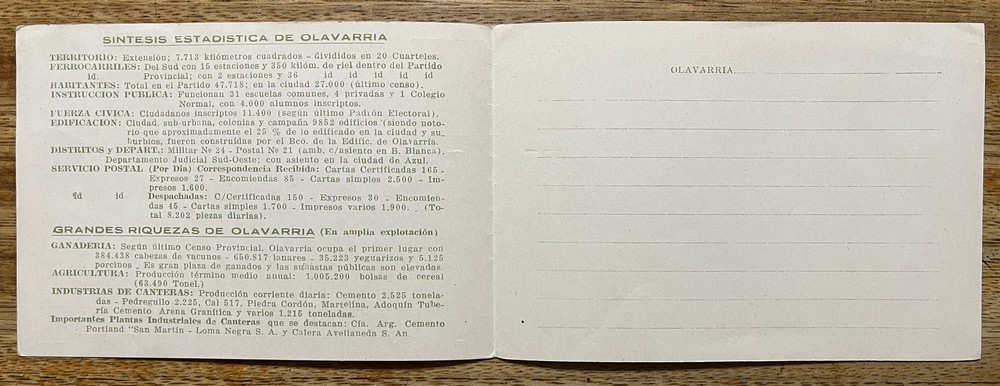 SINTESIS ESTADISTICA DE OLAVARRIA
TERRITORIO: Extensión; 7.713 kilómetros cuadrados - divididos en 20 Cuarteles.
FERROCARRILES: Del Sud con 15 estaciones y 350 kilóm. de riel dentro del Partido
id. Provincial; con 2 estaciones y 36 id id id id id
HABITANTES: Total en el Partido 47.718; en la ciudad 27.000 (último censo).
INSTRUCCION PUBLICA: Funcionan 31 escuelas comunes, 4 privadas y 1 Colegio
Normal, con 4.000 alumnos inscriptos.
FUERZA CIVICA: Ciudadanos inscriptos 11.400 (según último Padrón Electoral).
EDIFICACION: Ciudad, sub-urbana, colonias y campaña 9852 edificios (siendo noto-
rio que aproximadamente el 25 % de lo edificado en la ciudad y su_
burbios, fueron construídas por el Bco. de la Edific. de Olavarría.
DISTRITOS y DEPART.: Militar Nº 24 - Postal Nº 21 (amb. c/asiento en B. Blanca).
Departamento Judicial Sud-Oeste; con asiento en la ciudad de Azul.
SERVICIO POSTAL (Por Día) Correspondencia Recibida: Cartas Certificadas 165-
Expresos 27 - Encomiendas 85 - Cartas simples 2.500 - Im-
presos 1.600.
id id Despachadas: C/Certificadas 150 - Expresos 30 - Encomien-
das 45 - Cartas simples 1.700 - Impresos varios 1.900. _ (To-
tal 8.202 piezas diarias).
GRANDES RIQUEZAS DE OLAVARRIA (En amplia explotación)
GANADERIA: Según último Censo Provincial. Olavarría ocupa el primer lugar con
384.438 cabezas de vacunos - 650.817 lanares - 35.223 yeguarizos y 5.125
porcinos _ Es gran plaza de ganados y las subastas públicas son elevadas.
AGRICULTURA: Producción término medio anual: 1.005.200 bolsas de cereal
(63.490 Tonel.)
INDUSTRIAS DE CANTERAS: Producción corriente diaria: Cemento 2.525 tonela-
das - Pedregullo 2.225, Cal 517, Piedra Cordón, Martelina, Adoquín Tube-
ría Cemento Arena Granítica y varios 1.215 toneladas.
Importantes Plantas Industriales de Canteras que se destacan: Cía. Arg. Cemento
Portland "San Martín - Loma Negra S. A. y Calera Avellaneda S. An.
OLAVARRIA,